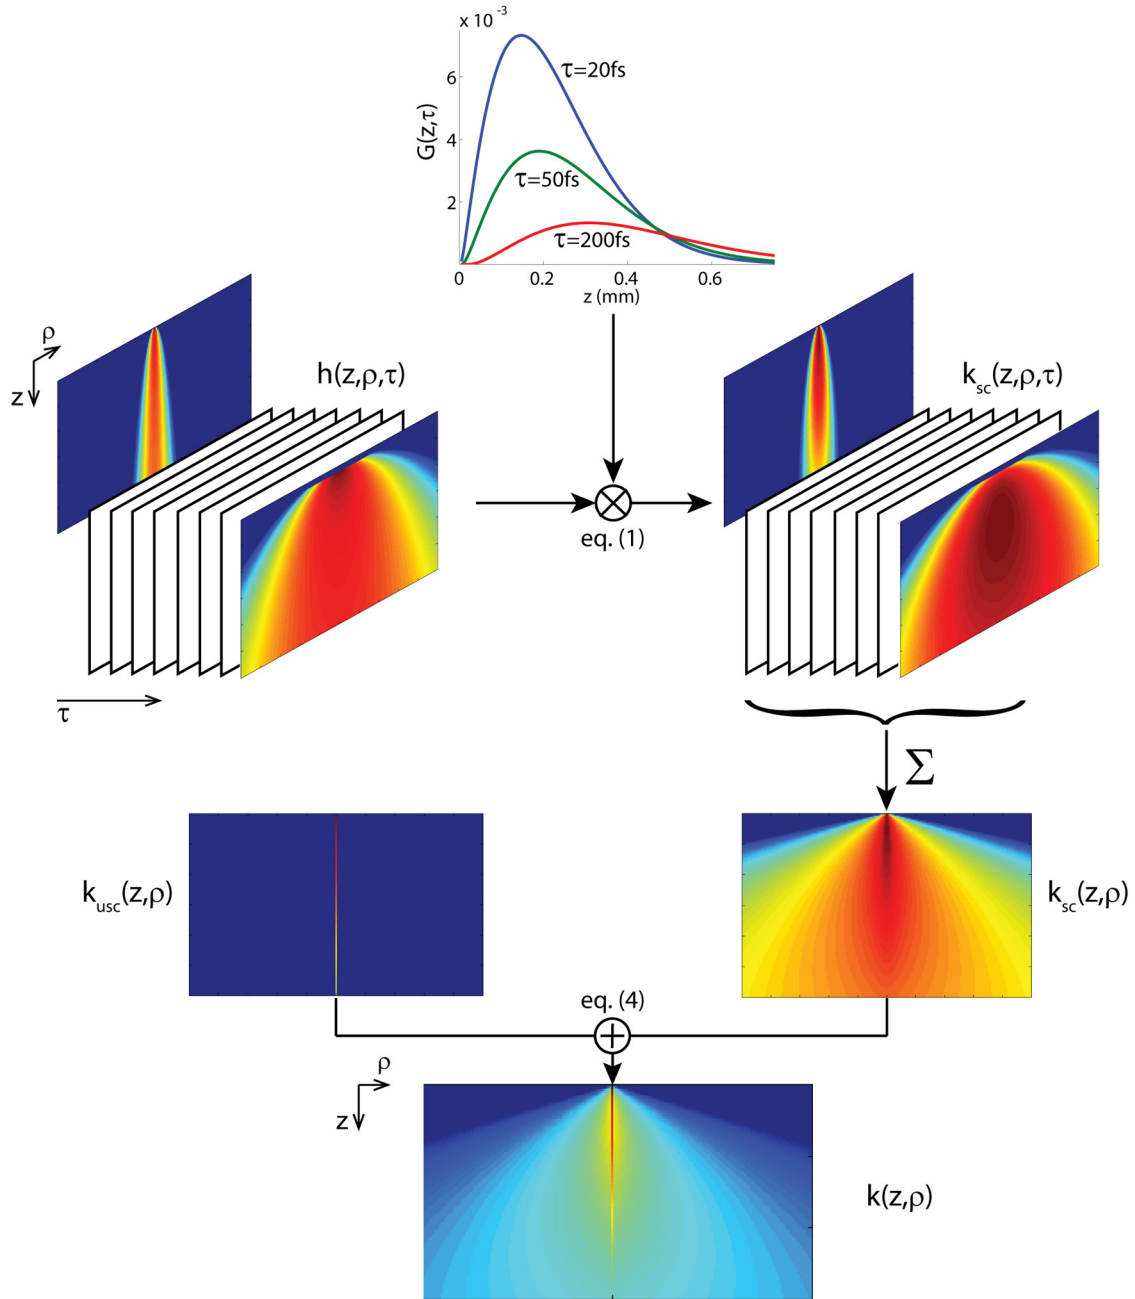 x 10⁻³
6
4
2
G(z,τ)
τ=20fs
τ=50fs
τ=200fs
0
0.2
0.4
0.6
z (mm)
ρ
z
h(z,ρ,τ)
k_sc(z,ρ,τ)
eq. (1)
τ
Σ
k_usc(z,ρ)
k_sc(z,ρ)
eq. (4)
ρ
z
k(z,ρ)